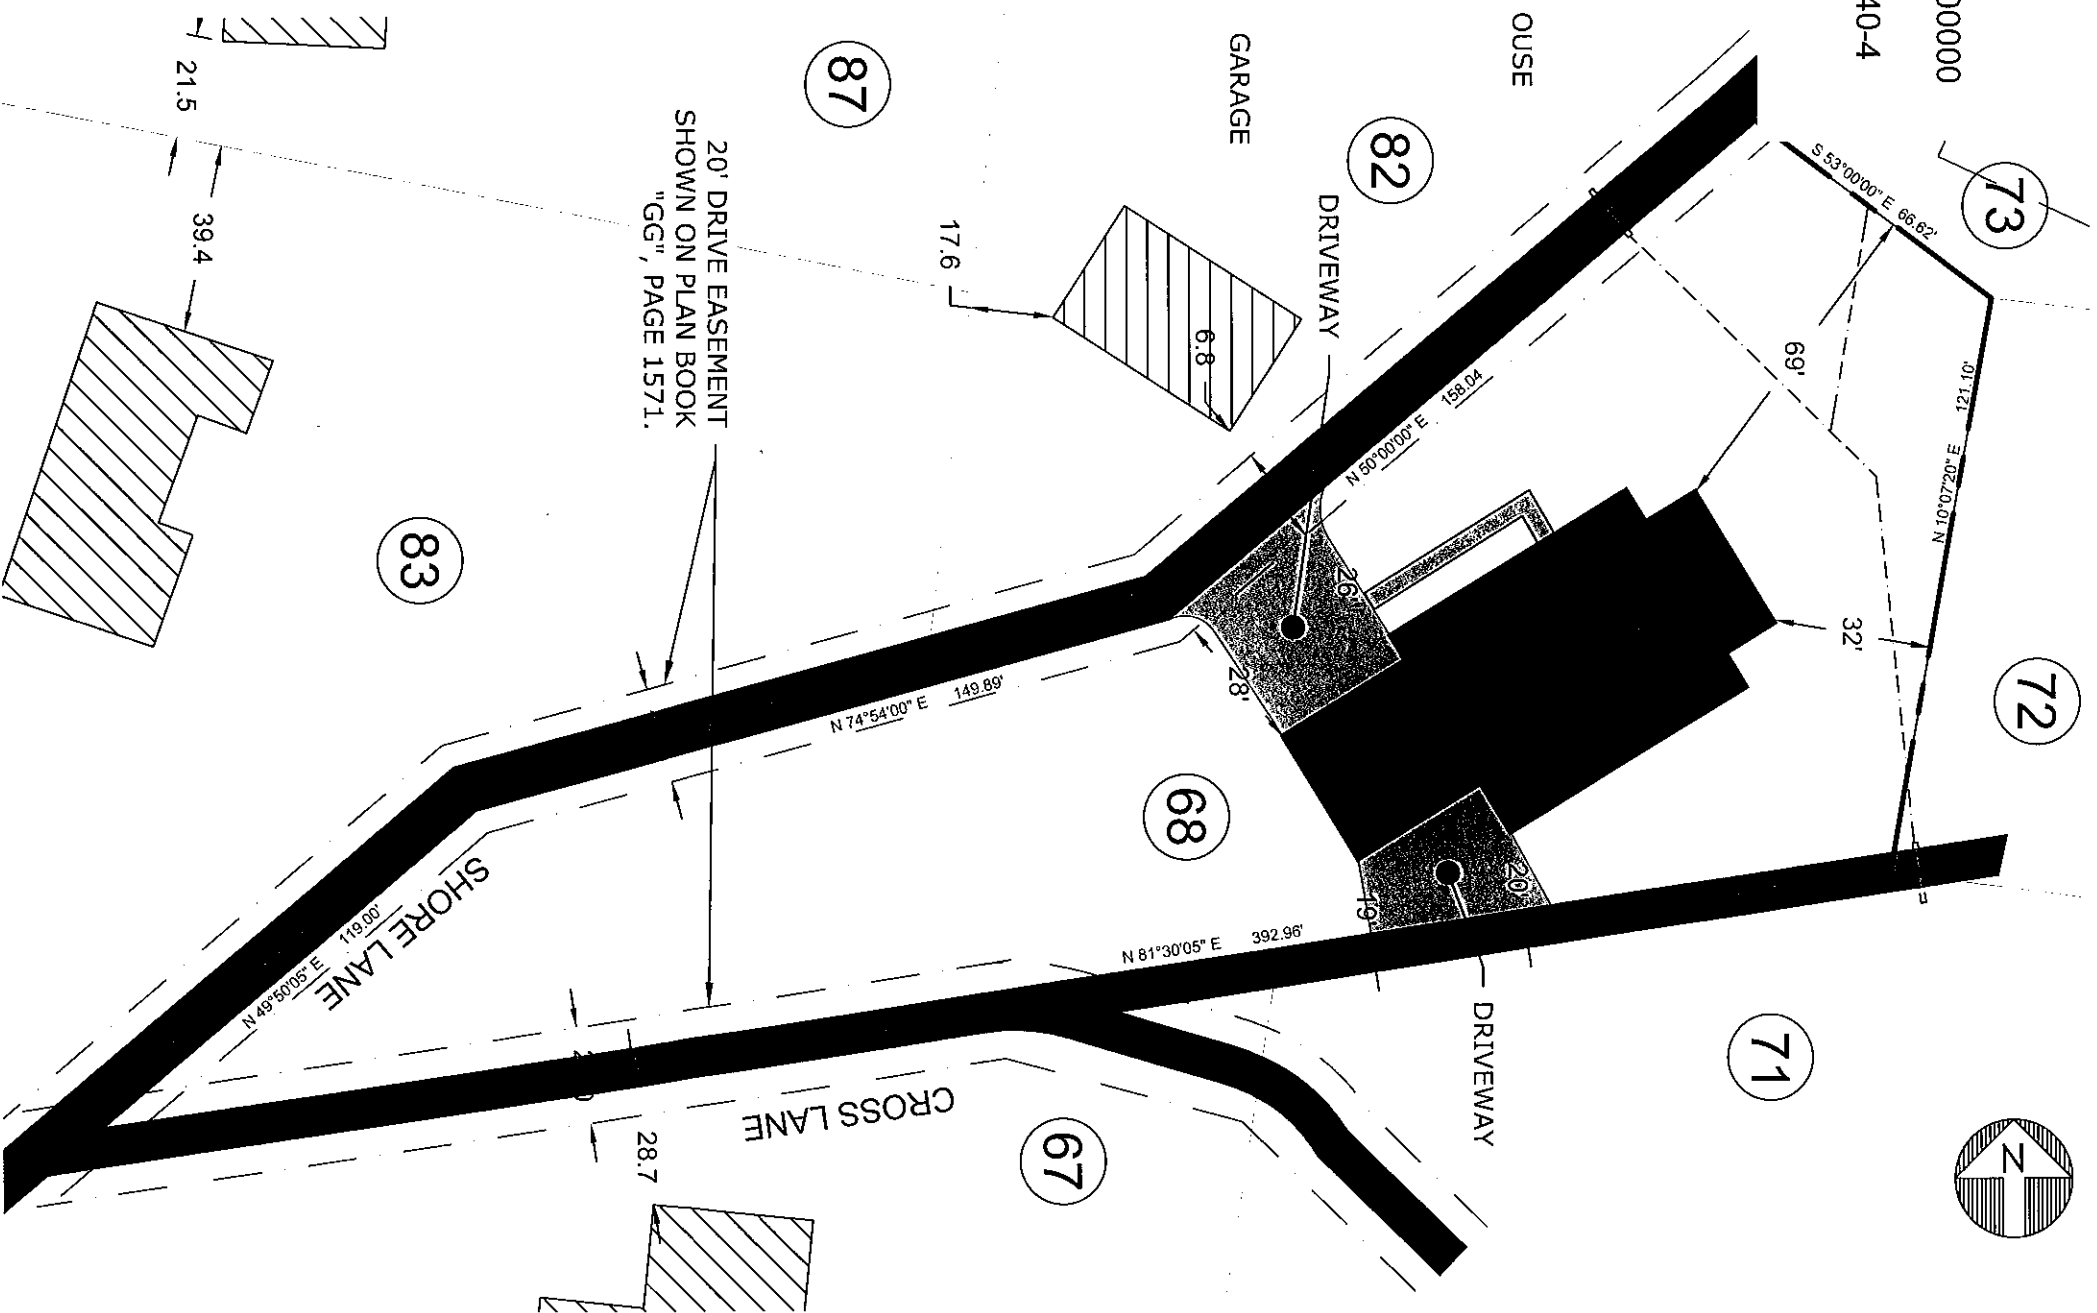 00000
40-4
OUSE
GARAGE
73
82
87
S 53°00'00" E 66.62'
DRIVEWAY
21.5
39.4
17.6
6.8
69'
121.10'
N 10°07'20" E
32'
72
20' DRIVE EASEMENT
SHOWN ON PLAN BOOK
"GG", PAGE 1571.
N 50°00'00" E 158.04
26'
28'
83
N 74°54'00" E 149.89'
68
20'
19'
SHORE LANE
N 49°50'05" E 119.00'
N 81°30'05" E 392.96'
DRIVEWAY
71
CROSS LANE
28.7
67
N